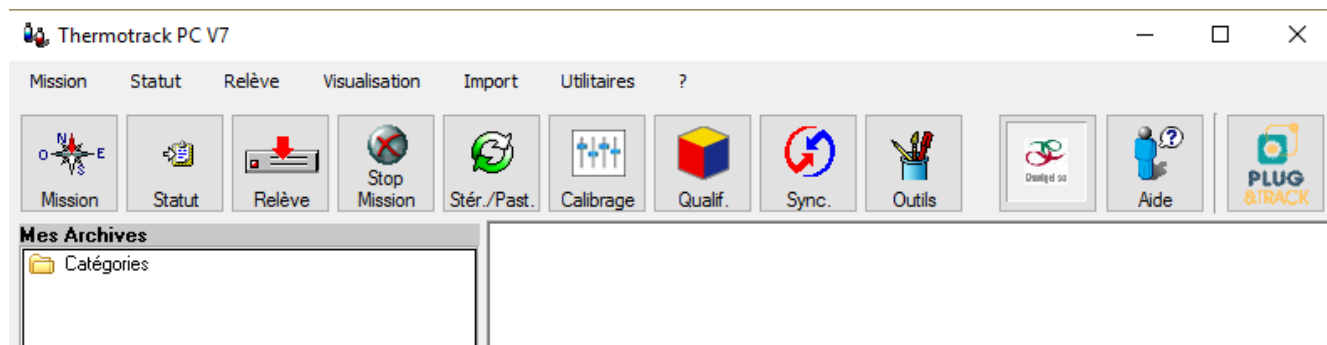 Thermotrack PC V7
Mission Statut Relève Visualisation Import Utilitaires ?
N
O E
S
Mission Statut Relève Stop Mission Stér./Past. Calibrage Qualif. Sync. Outils Aide PLUG &TRACK
Mes Archives
Catégories